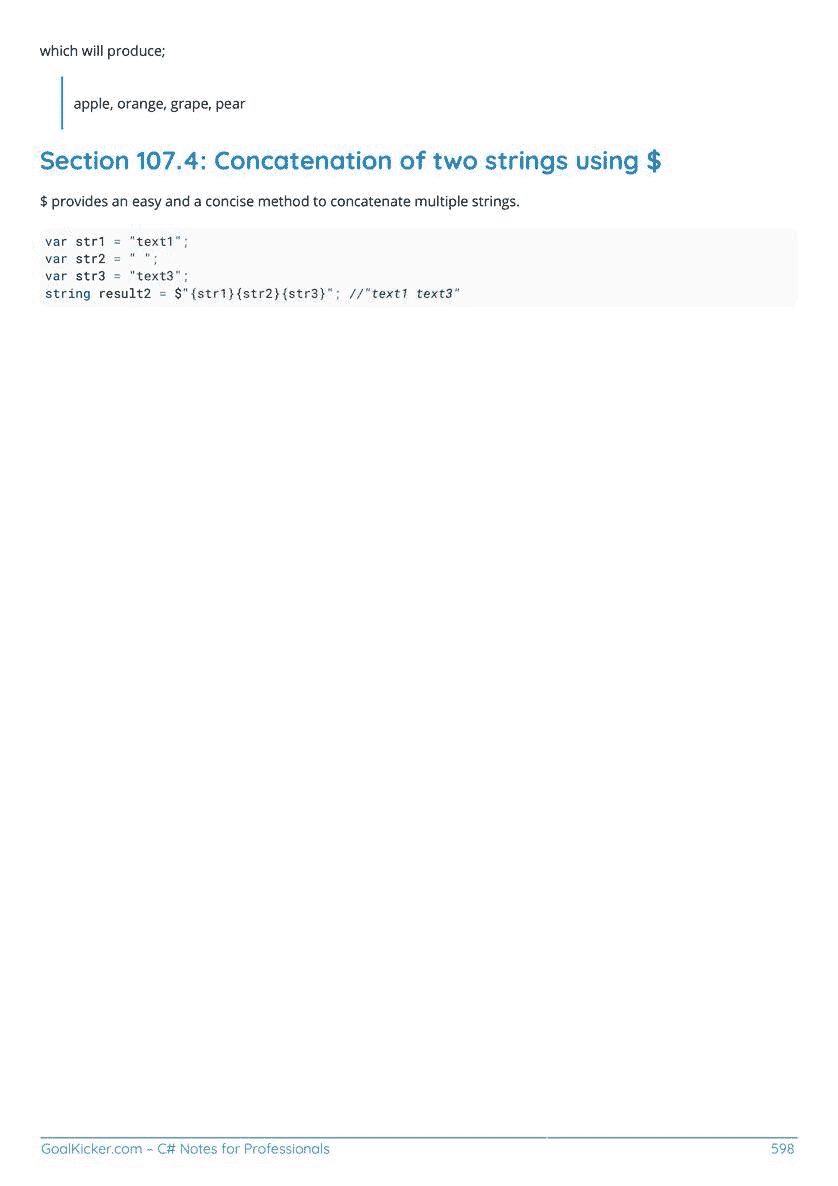 which will produce;
apple, orange, grape, pear
Section 107.4: Concatenation of two strings using $
$ provides an easy and a concise method to concatenate multiple strings.
var str1 = "text1";
var str2 = " ";
var str3 = "text3";
string result2 = $"{str1}{str2}{str3}"; //"text1 text3"
GoalKicker.com – C# Notes for Professionals 598